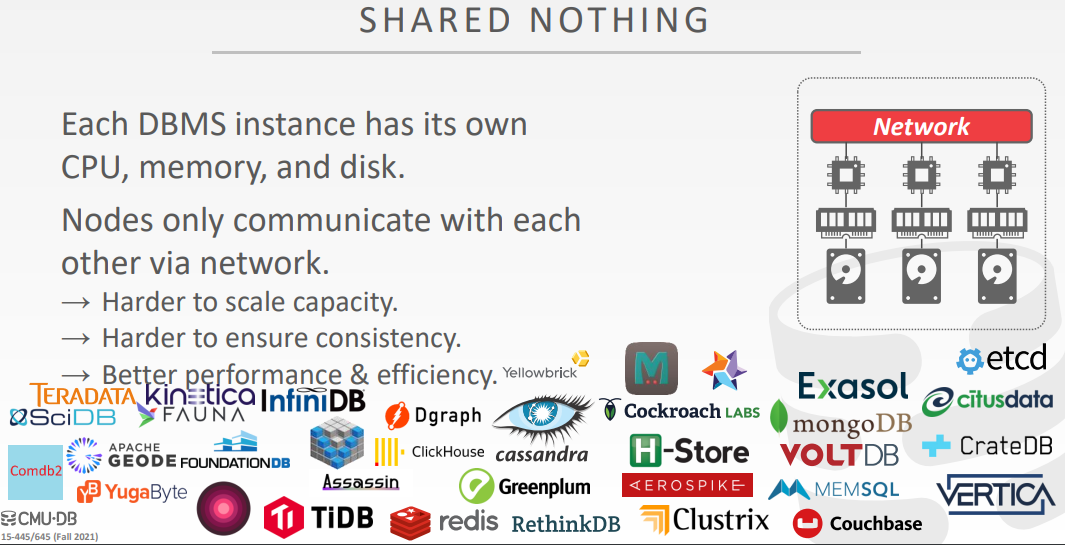 SHARED NOTHING
Each DBMS instance has its own
CPU, memory, and disk.
Nodes only communicate with each
other via network.
→ Harder to scale capacity.
→ Harder to ensure consistency.
→ Better performance & efficiency.
Network
Yellowbrick
M
etcd
TERADATA
kinetica
InfiniDB
Exasol
SciDB
FAUNA
Dgraph
Cockroach LABS
citusdata
mongoDB
APACHE
GEODE
FOUNDATIONDB
ClickHouse
cassandra
H-Store
VOLTDB
CrateDB
Comdb2
YugaByte
Assassin
Greenplum
AEROSPIKE
MEMSQL
VERTICA
TiDB
redis
RethinkDB
Clustrix
Couchbase
CMU·DB
15-445/645 (Fall 2021)